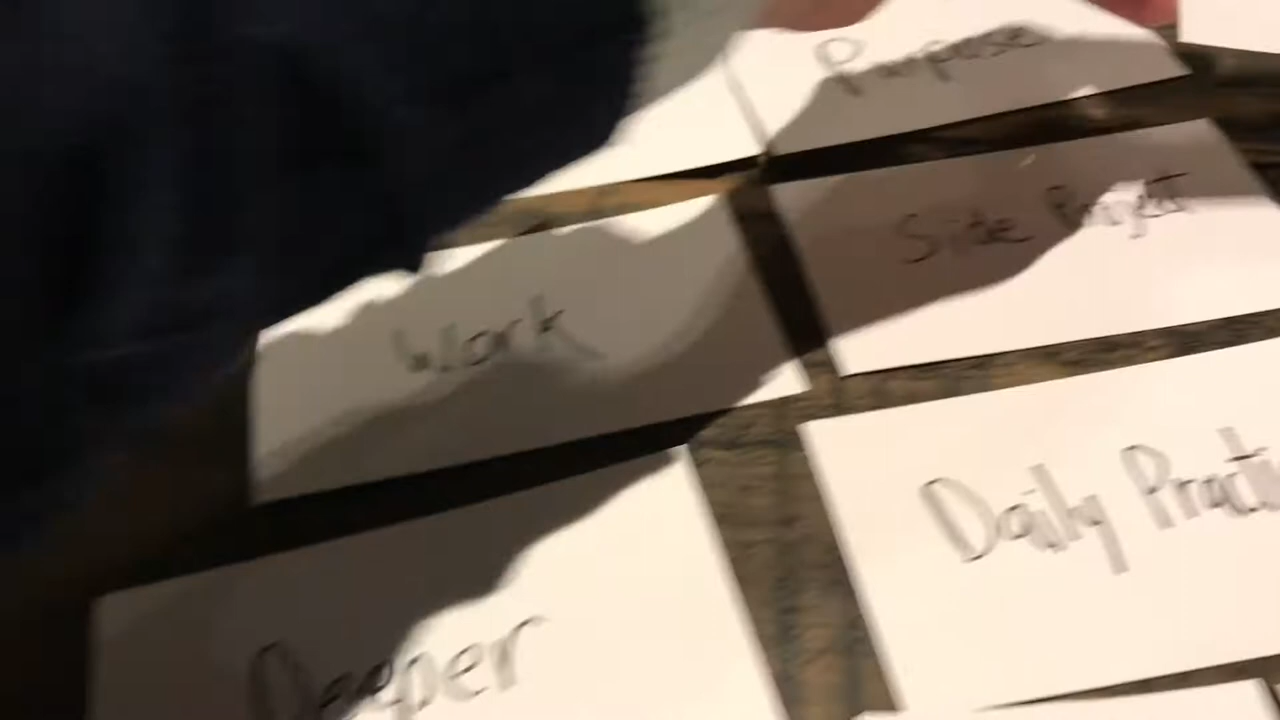 Purpose
Work
Side Project
Deeper
Daily Practi